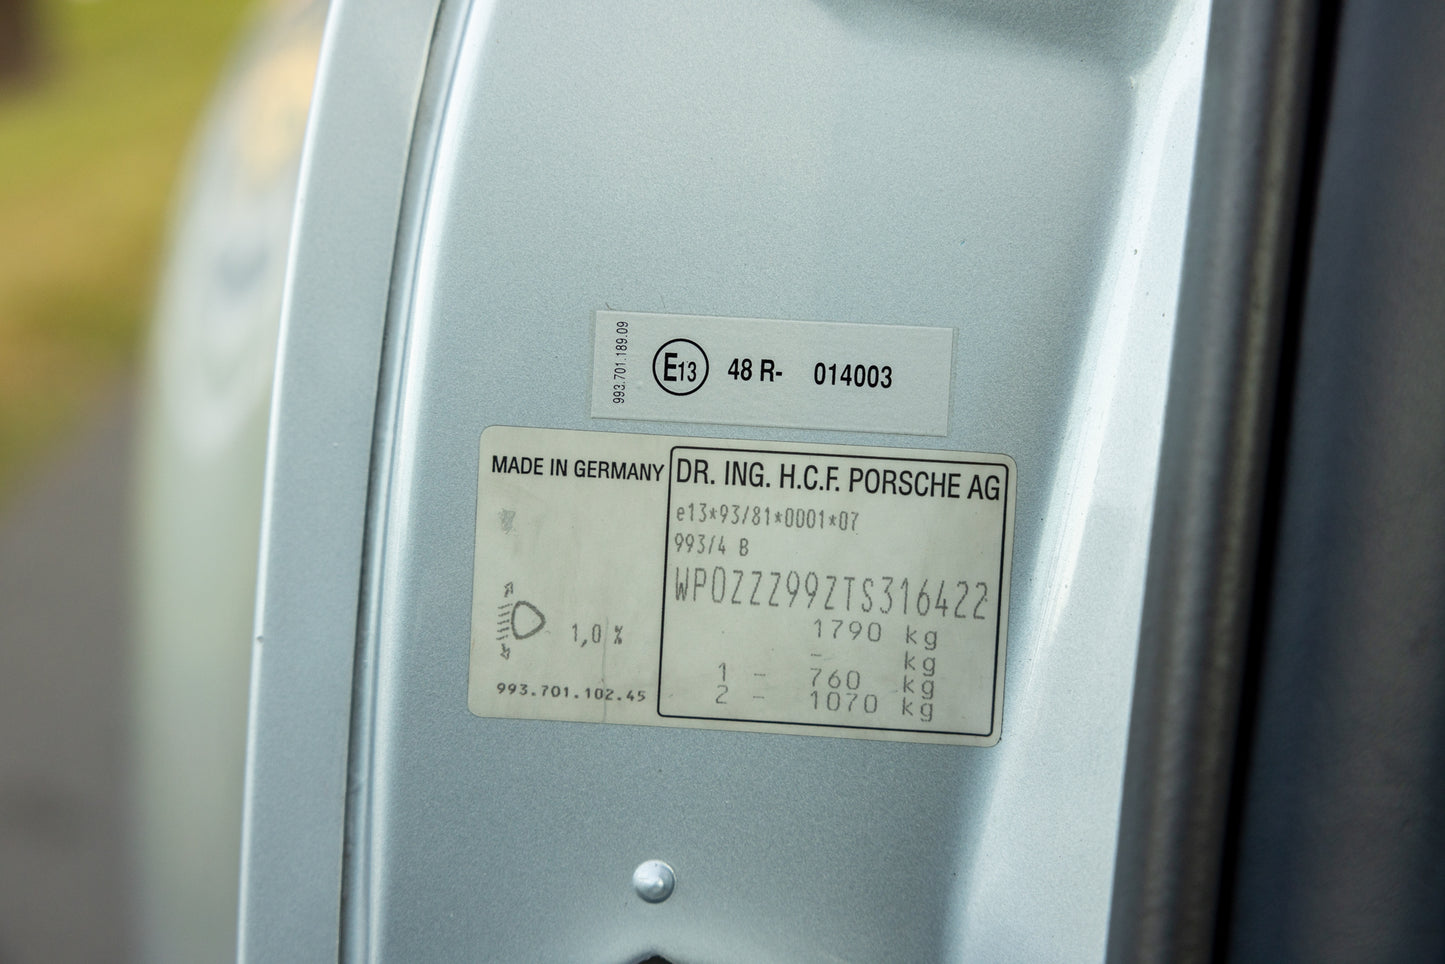 993.701.189.09
E13 48 R- 014003
MADE IN GERMANY
DR. ING. H.C.F. PORSCHE AG
e13*93/81*0001*07
993/4 B
WP0ZZZ99ZTS316422
1790 kg
- kg
1 - 760 kg
2 - 1070 kg
1,0 %
993.701.102.45